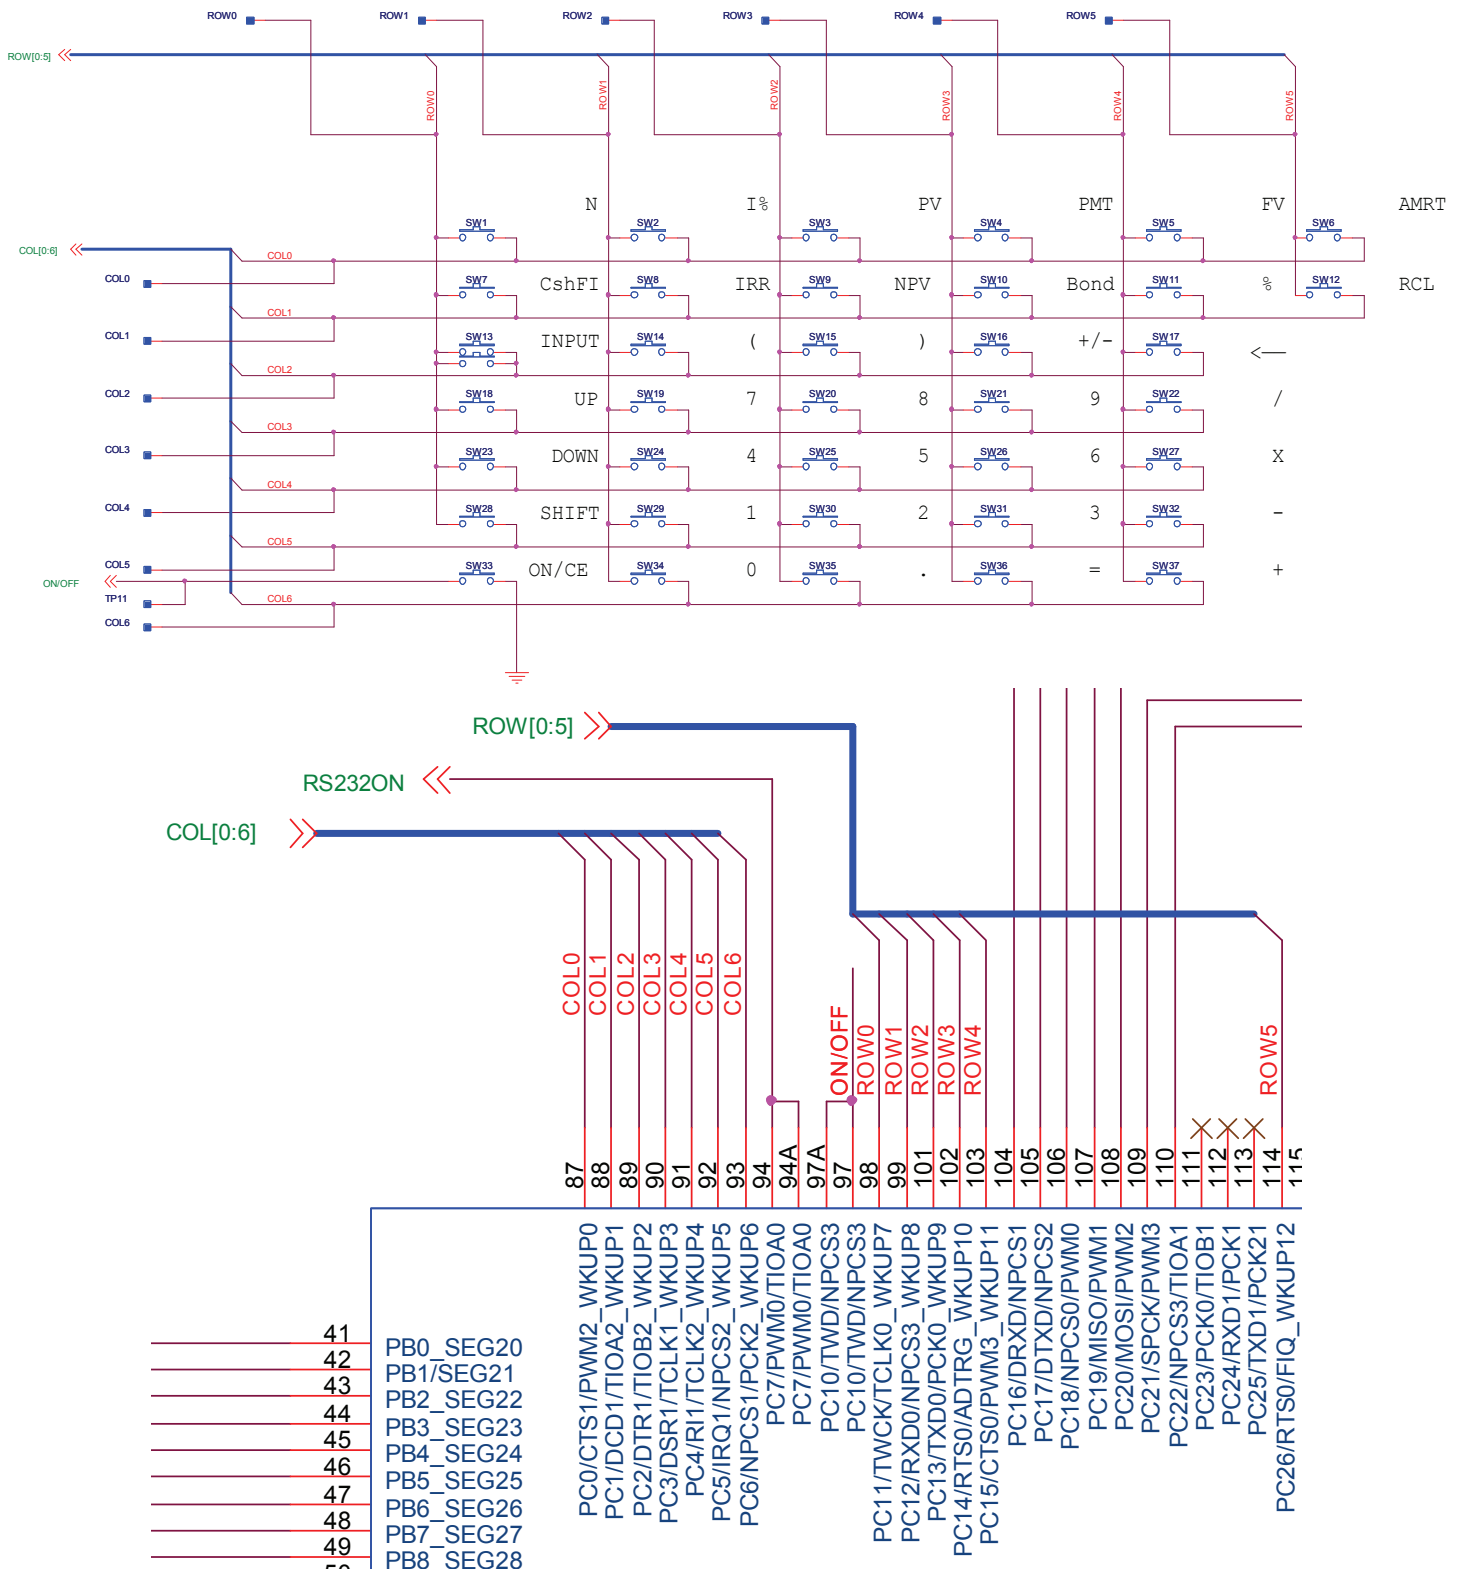 ROW0 ROW1 ROW2 ROW3 ROW4 ROW5
ROW[0:5]
ROW0 ROW1 ROW2 ROW3 ROW4 ROW5
N I% PV PMT FV AMRT
SW1 SW2 SW3 SW4 SW5 SW6
COL[0:6]
COL0
COL0
SW7 CshFI SW8 IRR SW9 NPV SW10 Bond SW11 % SW12 RCL
COL1
COL1
SW13 INPUT SW14 ( SW15 ) SW16 +/- SW17 <—
COL2
COL2
SW18 UP SW19 7 SW20 8 SW21 9 SW22 /
COL3
COL3
SW23 DOWN SW24 4 SW25 5 SW26 6 SW27 X
COL4
COL4
SW28 SHIFT SW29 1 SW30 2 SW31 3 SW32 -
COL5
COL5
SW33 ON/CE SW34 0 SW35 . SW36 = SW37 +
ON/OFF
TP11
COL6
COL6
ROW[0:5]
RS232ON
COL[0:6]
COL0
COL1
COL2
COL3
COL4
COL5
COL6
ON/OFF
ROW0
ROW1
ROW2
ROW3
ROW4
ROW5
87
88
89
90
91
92
93
94
94A
97A
97
98
99
101
102
103
104
105
106
107
108
109
110
111
112
113
114
115
PC0/CTS1/PWM2_WKUP0
PC1/DCD1/TIOA2_WKUP1
PC2/DTR1/TIOB2_WKUP2
PC3/DSR1/TCLK1_WKUP3
PC4/RI1/TCLK2_WKUP4
PC5/IRQ1/NPCS2_WKUP5
PC6/NPCS1/PCK2_WKUP6
PC7/PWM0/TIOA0
PC7/PWM0/TIOA0
PC10/TWD/NPCS3
PC10/TWD/NPCS3
PC11/TWCK/TCLK0_WKUP7
PC12/RXD0/NPCS3_WKUP8
PC13/TXD0/PCK0_WKUP9
PC14/RTS0/ADTRG_WKUP10
PC15/CTS0/PWM3_WKUP11
PC16/DRXD/NPCS1
PC17/DTXD/NPCS2
PC18/NPCS0/PWM0
PC19/MISO/PWM1
PC20/MOSI/PWM2
PC21/SPCK/PWM3
PC22/NPCS3/TIOA1
PC23/PCK0/TIOB1
PC24/RXD1/PCK1
PC25/TXD1/PCK21
PC26/RTS0/FIQ_WKUP12
41 PB0_SEG20
42 PB1/SEG21
43 PB2_SEG22
44 PB3_SEG23
45 PB4_SEG24
46 PB5_SEG25
47 PB6_SEG26
48 PB7_SEG27
49 PB8_SEG28